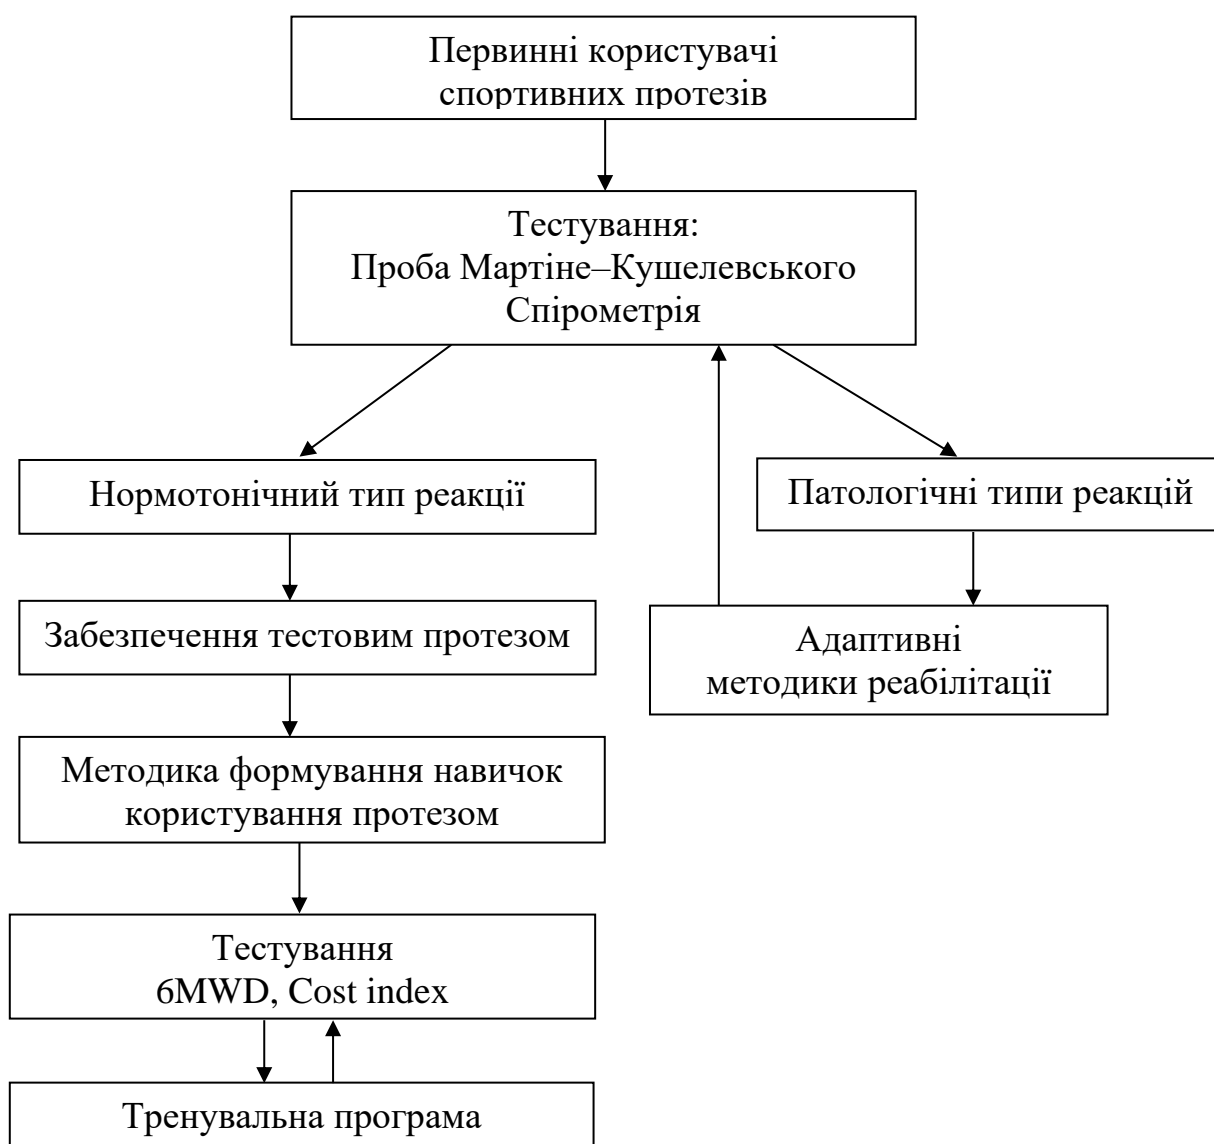 Первинні користувачі
спортивних протезів
Тестування:
Проба Мартіне–Кушелевського
Спірометрія
Нормотонічний тип реакції
Патологічні типи реакцій
Забезпечення тестовим протезом
Адаптивні
методики реабілітації
Методика формування навичок
користування протезом
Тестування
6MWD, Cost index
Тренувальна програма